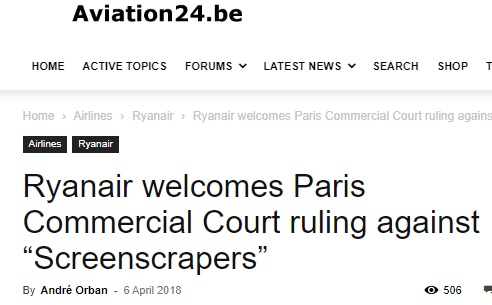 Aviation24.be
HOME ACTIVE TOPICS FORUMS LATEST NEWS SEARCH SHOP
Home › Airlines › Ryanair › Ryanair welcomes Paris Commercial Court ruling agains
Airlines Ryanair
Ryanair welcomes Paris
Commercial Court ruling against
“Screenscrapers”
By André Orban - 6 April 2018 506